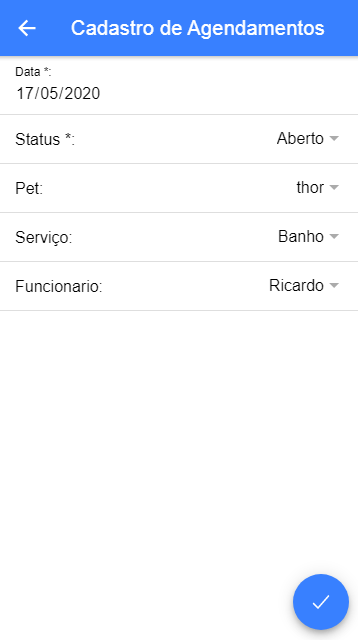 Cadastro de Agendamentos
Data *:
17/05/2020
Status *: Aberto
Pet: thor
Serviço: Banho
Funcionario: Ricardo